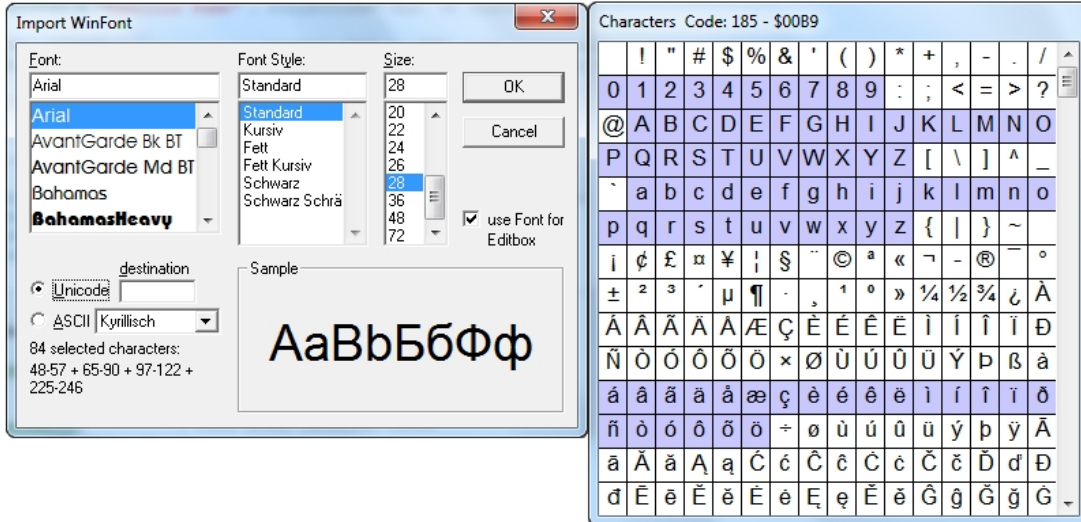 Import WinFont
Font:
Arial
Arial
AvantGarde Bk BT
AvantGarde Md BT
Bahamas
BahamasHeavy
Font Style:
Standard
Standard
Kursiv
Fett
Fett Kursiv
Schwarz
Schwarz Schrä
Size:
28
20
22
24
26
28
36
48
72
OK
Cancel
use Font for
Editbox
destination
Unicode
ASCII Kyrillisch
84 selected characters:
48-57 + 65-90 + 97-122 +
225-246
Sample
AaBbБбФф
Characters Code: 185 - $00B9
! " # $ % & ' ( ) * + , - . /
0 1 2 3 4 5 6 7 8 9 : ; < = > ?
@ A B C D E F G H I J K L M N O
P Q R S T U V W X Y Z [ \ ] ^ _
` a b c d e f g h i j k l m n o
p q r s t u v w x y z { | } ~
¡ ¢ £ ¤ ¥ ¦ § ¨ © ª « ¬ - ® ¯ °
± ² ³ ´ µ ¶ · ¸ ¹ º » ¼ ½ ¾ ¿ À
Á Â Ã Ä Å Æ Ç È É Ê Ë Ì Í Î Ï Ð
Ñ Ò Ó Ô Õ Ö × Ø Ù Ú Û Ü Ý Þ ß à
á â ã ä å æ ç è é ê ë ì í î ï ð
ñ ò ó ô õ ö ÷ ø ù ú û ü ý þ ÿ Ā
ā Ă ă Ą ą Ć ć Ĉ ĉ Ċ ċ Č č Ď ď Đ
đ Ē ē Ĕ ĕ Ė ė Ę ę Ě ě Ĝ ĝ Ğ ğ Ġ